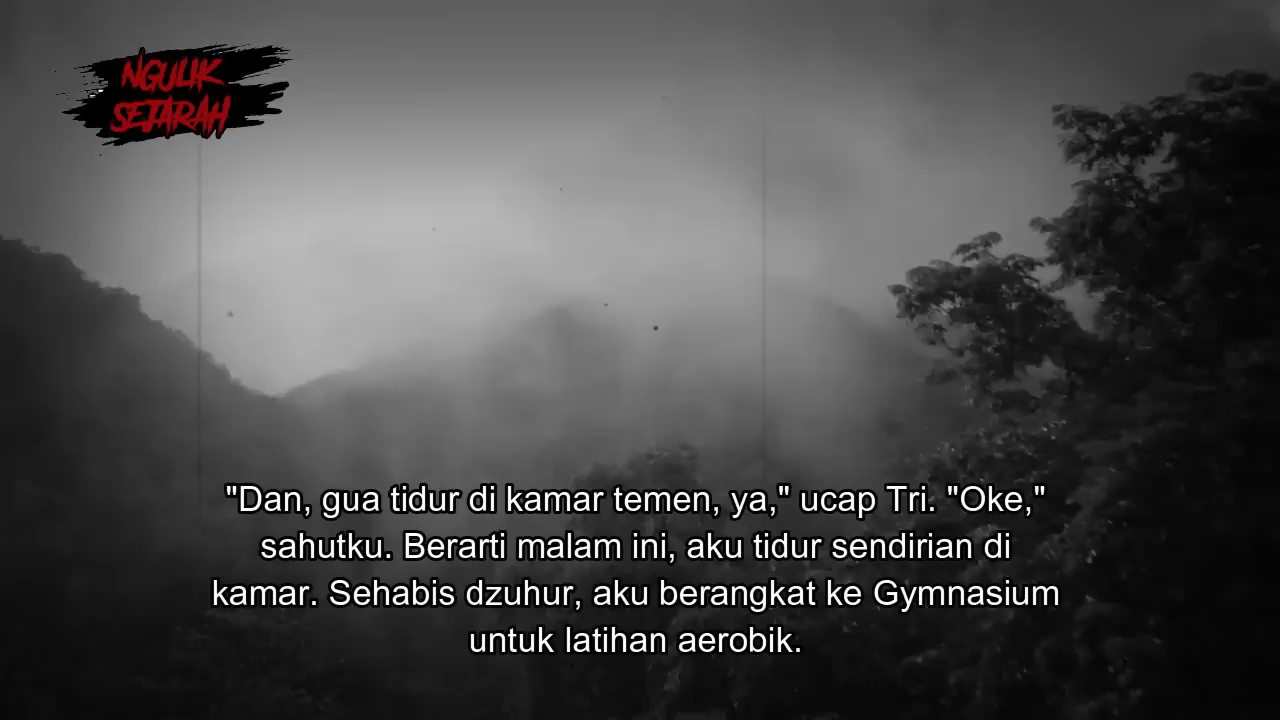 NGULIK
SEJARAH
"Dan, gua tidur di kamar temen, ya," ucap Tri. "Oke,"
sahutku. Berarti malam ini, aku tidur sendirian di
kamar. Sehabis dzuhur, aku berangkat ke Gymnasium
untuk latihan aerobik.